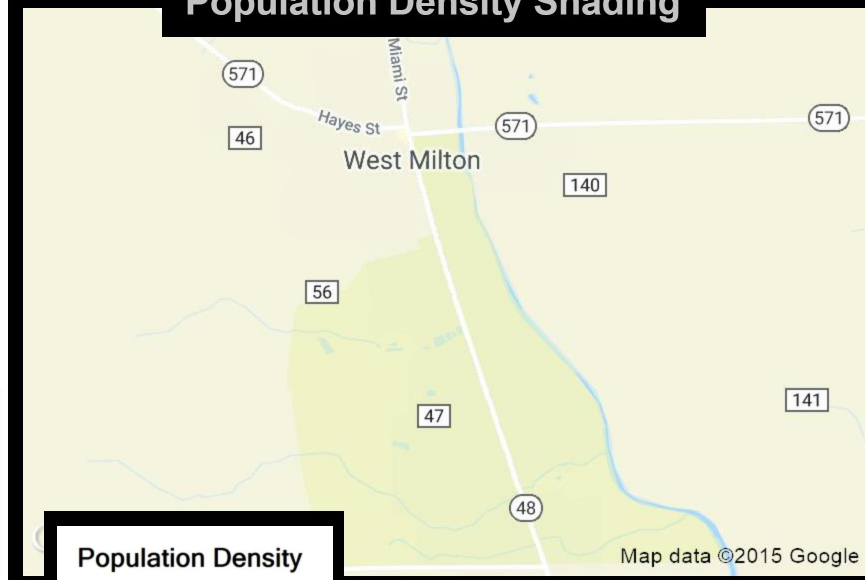 Population Density Shading
571
Miami St
Hayes St
571
571
46
West Milton
140
56
141
47
48
Map data ©2015 Google
Population Density